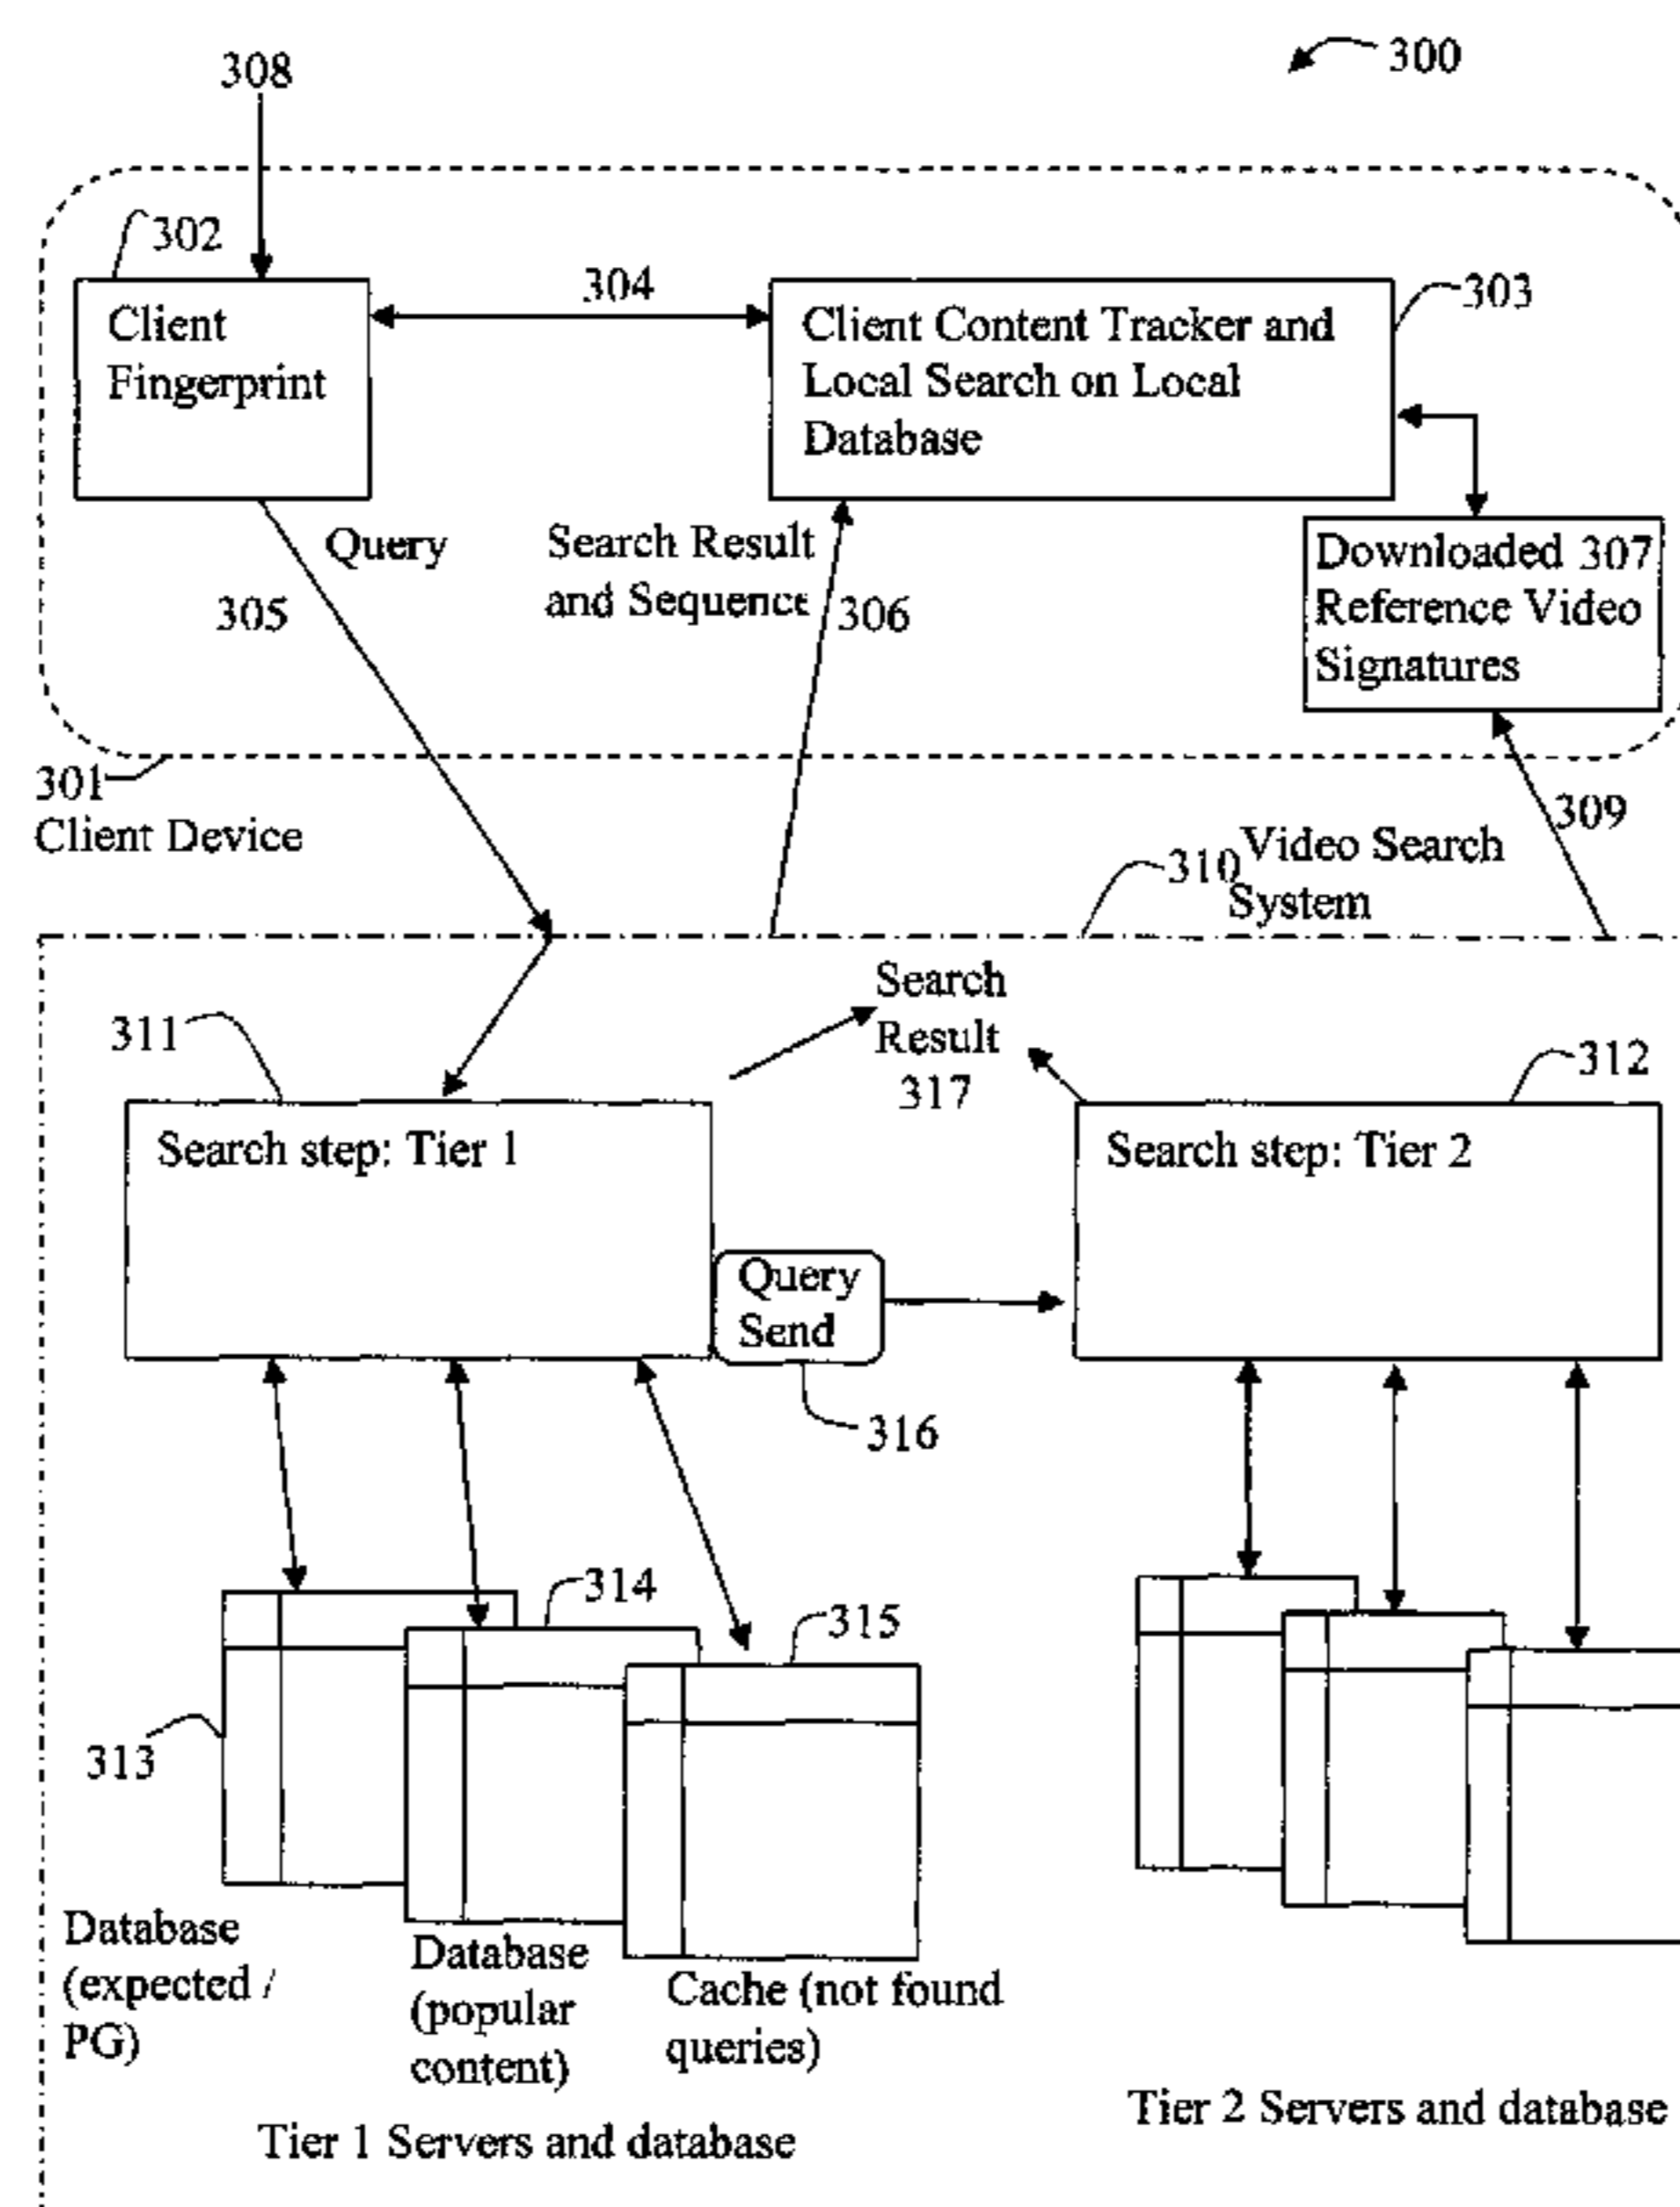 300
308
302
304
303
Client
Fingerprint
Client Content Tracker and
Local Search on Local
Database
Query
305
Search Result
and Sequence
306
Downloaded 307
Reference Video
Signatures
301
Client Device
309
310
Video Search
System
311
Search
Result
317
312
Search step: Tier 1
Search step: Tier 2
Query
Send
316
314
315
313
Database
(expected /
PG)
Database
(popular
content)
Cache (not found
queries)
Tier 1 Servers and database
Tier 2 Servers and database